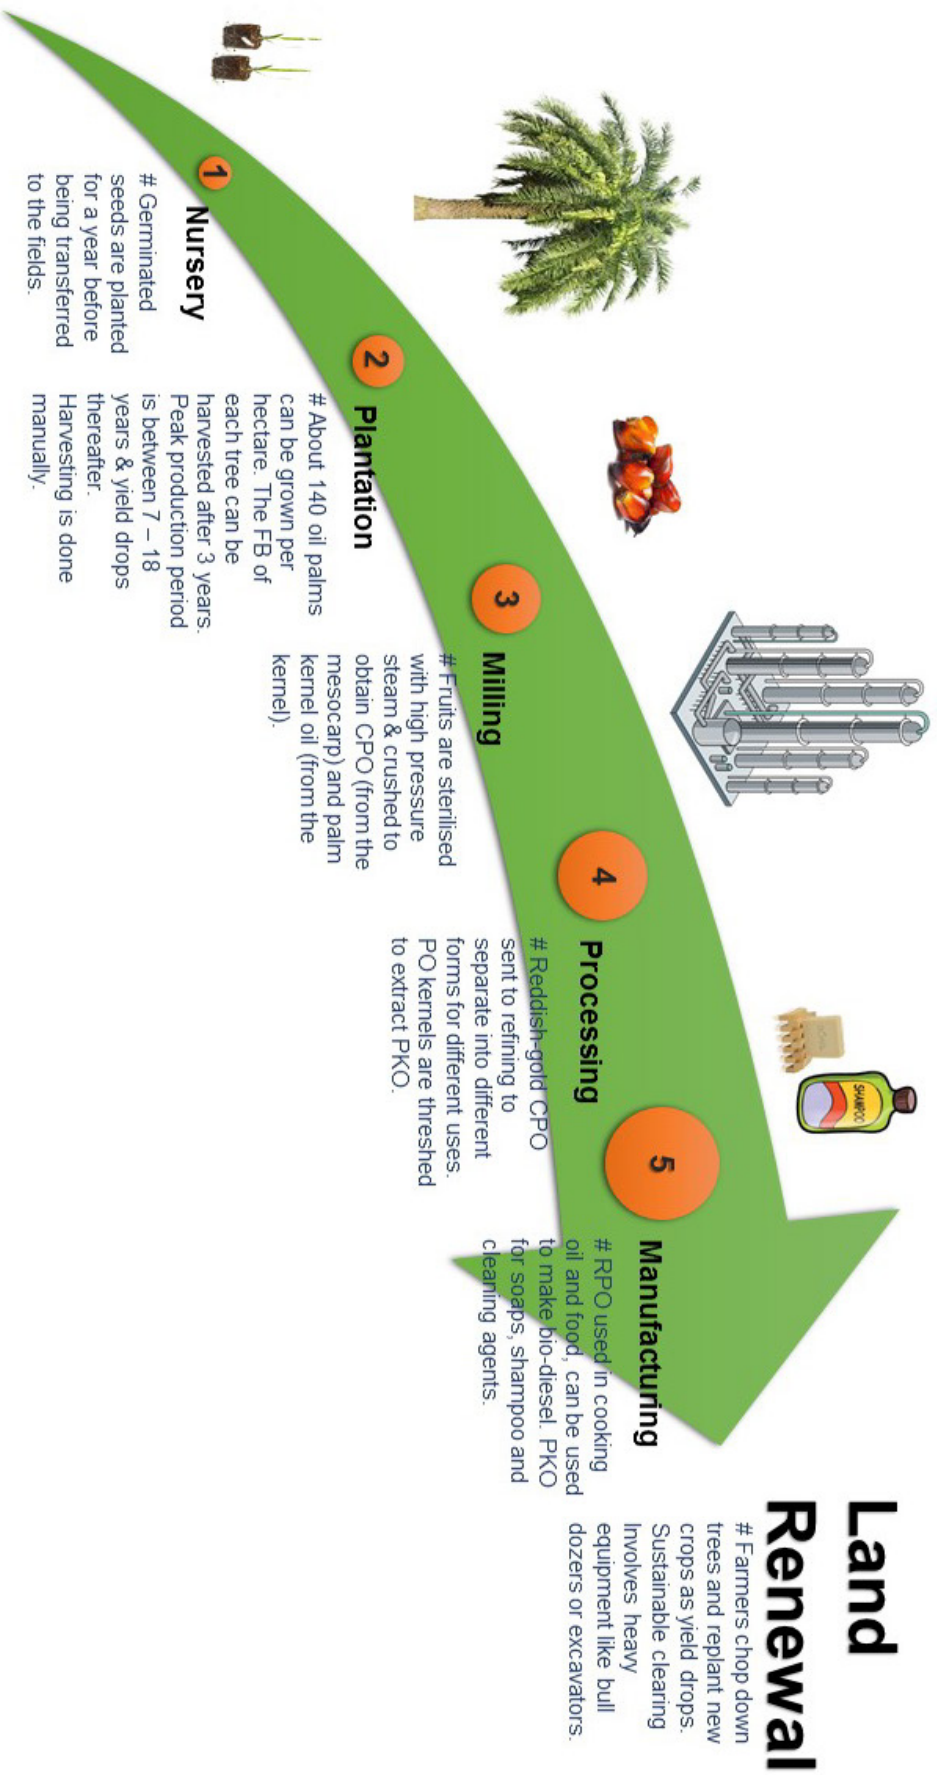 1
Nursery
# Germinated
seeds are planted
for a year before
being transferred
to the fields.
2
Plantation
# About 140 oil palms
can be grown per
hectare. The FB of
each tree can be
harvested after 3 years.
Peak production period
is between 7 – 18
years & yield drops
thereafter.
Harvesting is done
manually.
3
Milling
# Fruits are sterilised
with high pressure
steam & crushed to
obtain CPO (from the
mesocarp) and palm
kernel oil (from the
kernel).
4
Processing
# Reddish-gold CPO
sent to refining to
separate into different
forms for different uses.
PO kernels are threshed
to extract PKO.
SHAMPOO
5
Manufacturing
# RPO used in cooking
oil and food, can be used
to make bio-diesel. PKO
for soaps, shampoo and
cleaning agents.
Land
Renewal
# Farmers chop down
trees and replant new
crops as yield drops.
Sustainable clearing
Involves heavy
equipment like bull
dozers or excavators.